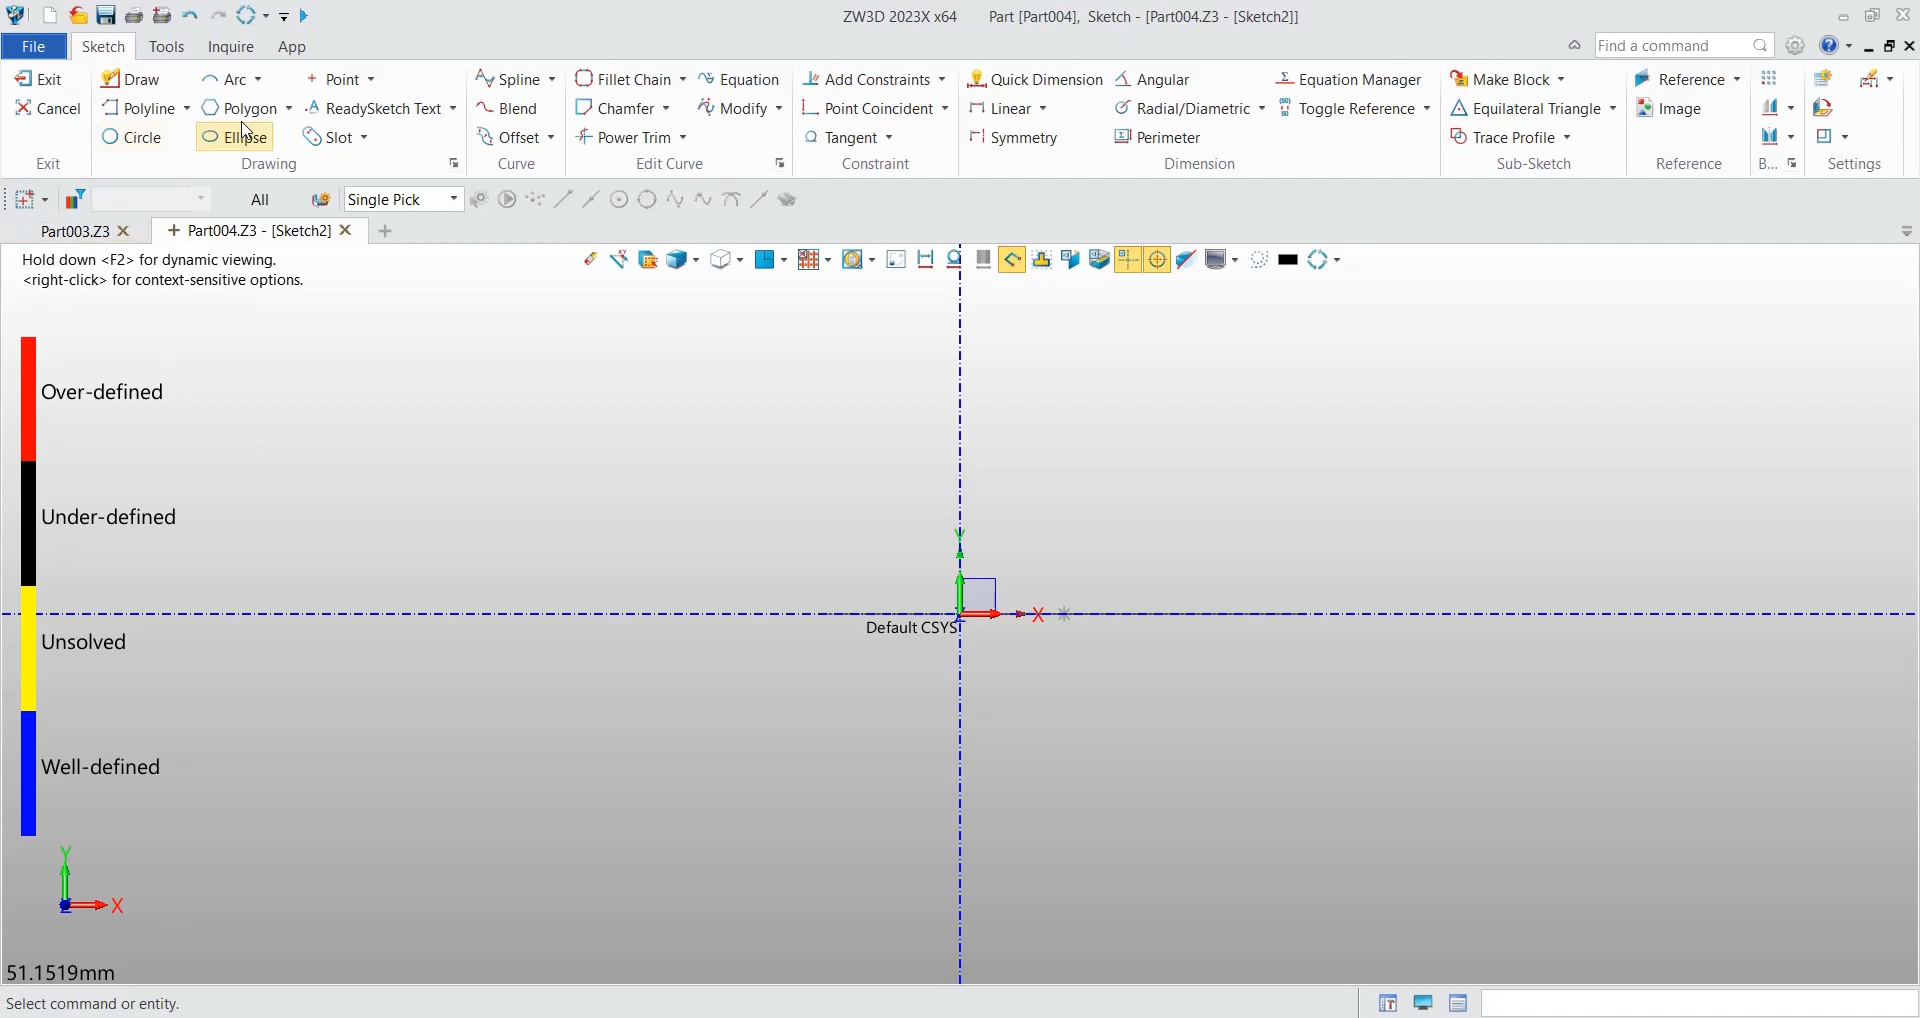 ZW3D 2023X x64 Part [Part004], Sketch - [Part004.Z3 - [Sketch2]]
File Sketch Tools Inquire App Find a command
Exit Draw Arc Point Spline Fillet Chain Equation Add Constraints Quick Dimension Angular Equation Manager Make Block Reference
Cancel Polyline Polygon ReadySketch Text Blend Chamfer Modify Point Coincident Linear Radial/Diametric Toggle Reference Equilateral Triangle Image
Circle Ellipse Slot Offset Power Trim Tangent Symmetry Perimeter Trace Profile
Exit Drawing Curve Edit Curve Constraint Dimension Sub-Sketch Reference B... Settings
All Single Pick
Part003.Z3 Part004.Z3 - [Sketch2]
Hold down <F2> for dynamic viewing.
<right-click> for context-sensitive options.
Over-defined
Under-defined
Y
X
Default CSYS
Unsolved
Well-defined
Y
Z X
51.1519mm
Select command or entity.